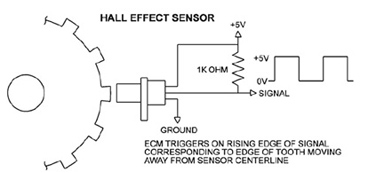 HALL EFFECT SENSOR
+5V
1K OHM
+5V
0V
SIGNAL
GROUND
ECM TRIGGERS ON RISING EDGE OF SIGNAL
CORRESPONDING TO EDGE OF TOOTH MOVING
AWAY FROM SENSOR CENTERLINE